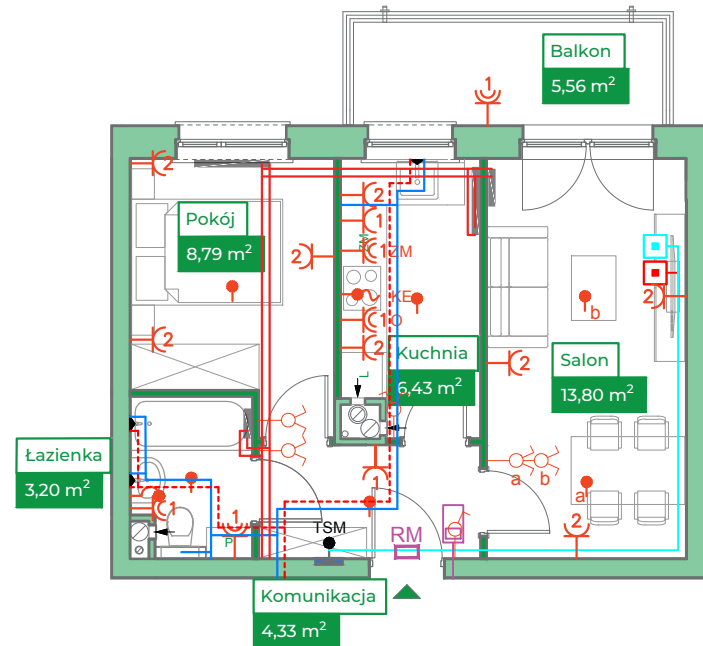 Balkon
5,56 m²
1
2
Pokój
8,79 m²
2
2
1
ZM
1 ZM
2
KE
1 O
2
2
b
2
Kuchnia
6,43 m²
Salon
13,80 m²
2
L
Łazienka
3,20 m²
1
1
1
P
TSM
RM
a
b
a
2
Komunikacja
4,33 m²